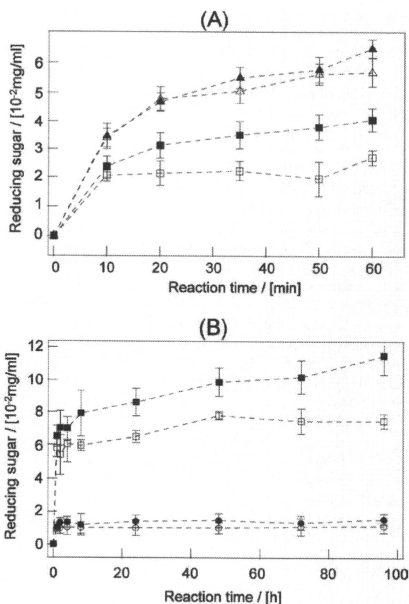 (A)
Reducing sugar / [10⁻²mg/ml]
6
5
4
3
2
1
0
0 10 20 30 40 50 60
Reaction time / [min]
(B)
Reducing sugar / [10⁻²mg/ml]
12
10
8
6
4
2
0
0 20 40 60 80 100
Reaction time / [h]